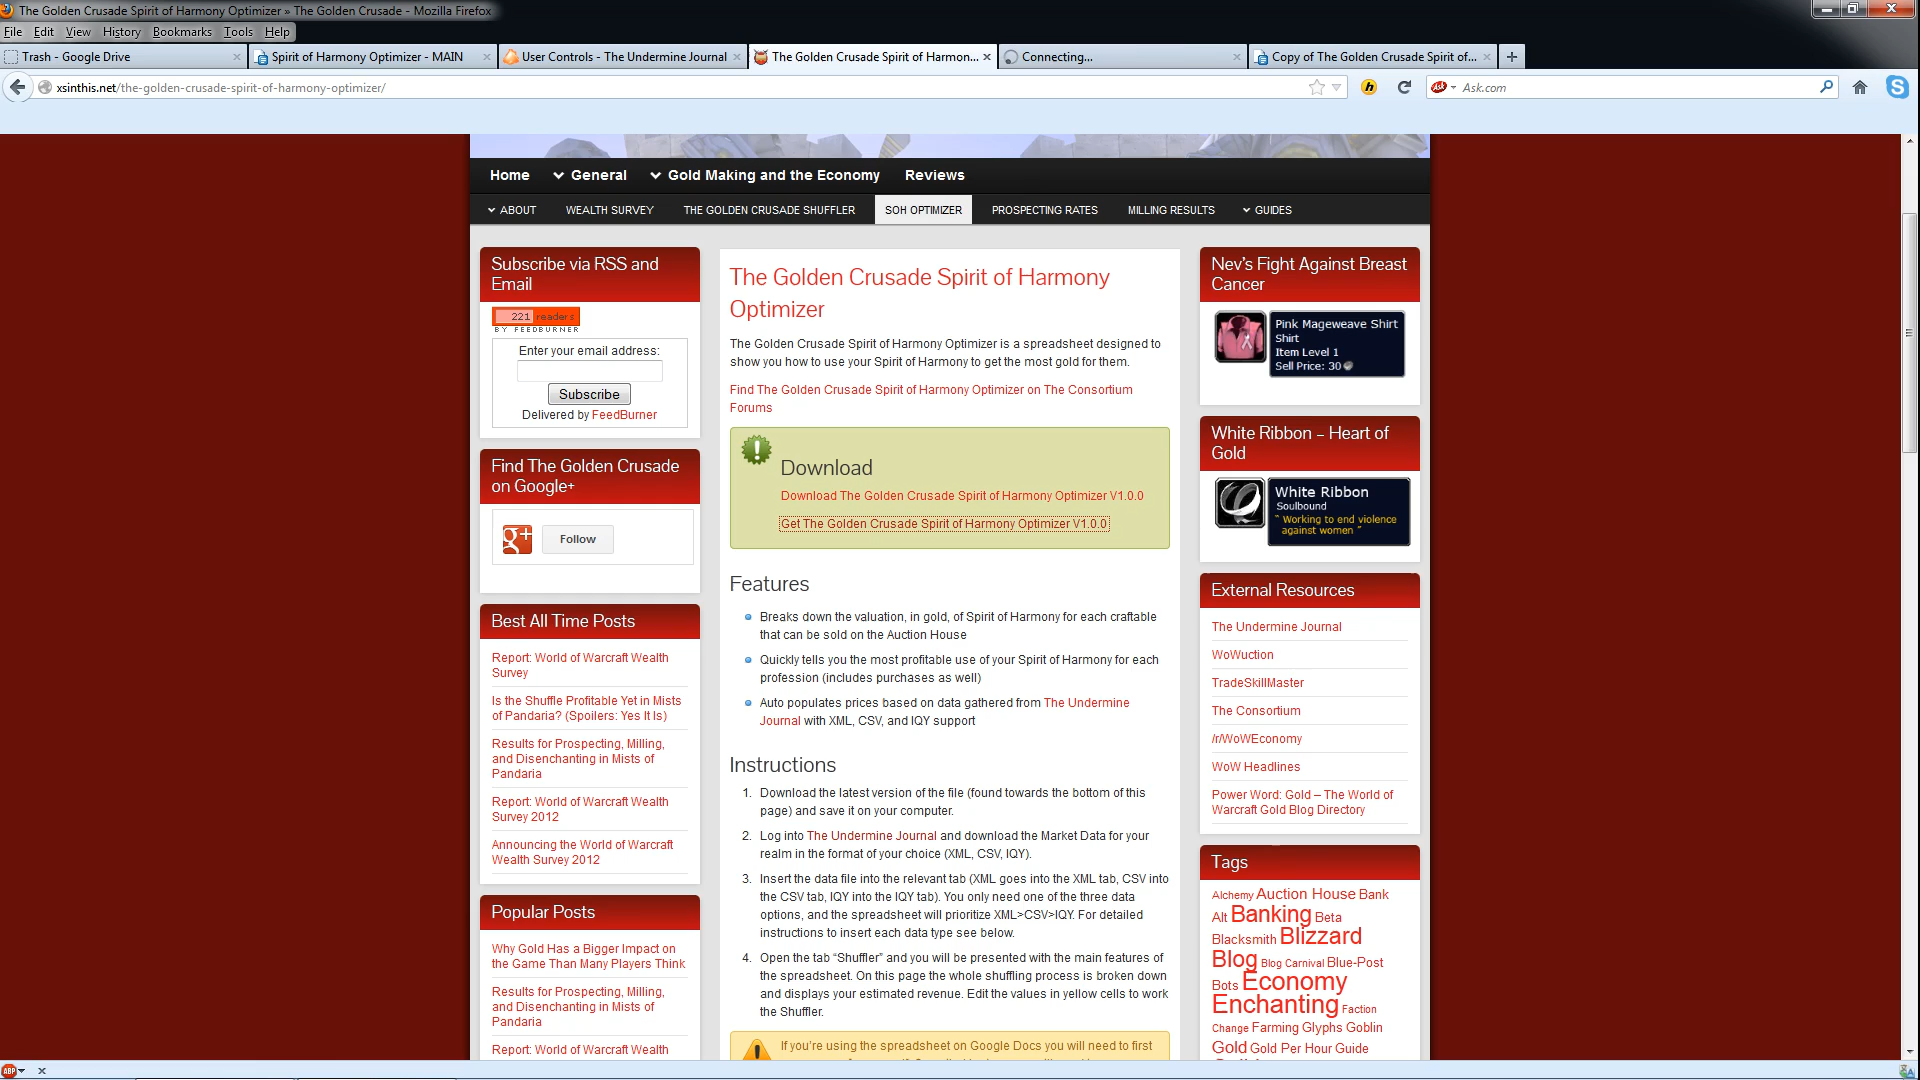 The Golden Crusade Spirit of Harmony Optimizer » The Golden Crusade - Mozilla Firefox
File Edit View History Bookmarks Tools Help
Trash - Google Drive
Spirit of Harmony Optimizer - MAIN
User Controls - The Undermine Journal
The Golden Crusade Spirit of Harmon...
Connecting...
Copy of The Golden Crusade Spirit of...
xsinthis.net/the-golden-crusade-spirit-of-harmony-optimizer/
Ask.com
Home General Gold Making and the Economy Reviews
ABOUT WEALTH SURVEY THE GOLDEN CRUSADE SHUFFLER SOH OPTIMIZER PROSPECTING RATES MILLING RESULTS GUIDES
Subscribe via RSS and
Email
221 readers
BY FEEDBURNER
Enter your email address:
Subscribe
Delivered by FeedBurner
Find The Golden Crusade
on Google+
g+ Follow
Best All Time Posts
Report: World of Warcraft Wealth
Survey
Is the Shuffle Profitable Yet in Mists
of Pandaria? (Spoilers: Yes It Is)
Results for Prospecting, Milling,
and Disenchanting in Mists of
Pandaria
Report: World of Warcraft Wealth
Survey 2012
Announcing the World of Warcraft
Wealth Survey 2012
Popular Posts
Why Gold Has a Bigger Impact on
the Game Than Many Players Think
Results for Prospecting, Milling,
and Disenchanting in Mists of
Pandaria
Report: World of Warcraft Wealth
The Golden Crusade Spirit of Harmony
Optimizer
The Golden Crusade Spirit of Harmony Optimizer is a spreadsheet designed to
show you how to use your Spirit of Harmony to get the most gold for them.
Find The Golden Crusade Spirit of Harmony Optimizer on The Consortium
Forums
Download
Download The Golden Crusade Spirit of Harmony Optimizer V1.0.0
Get The Golden Crusade Spirit of Harmony Optimizer V1.0.0
Features
Breaks down the valuation, in gold, of Spirit of Harmony for each craftable
that can be sold on the Auction House
Quickly tells you the most profitable use of your Spirit of Harmony for each
profession (includes purchases as well)
Auto populates prices based on data gathered from The Undermine
Journal with XML, CSV, and IQY support
Instructions
1. Download the latest version of the file (found towards the bottom of this
page) and save it on your computer.
2. Log into The Undermine Journal and download the Market Data for your
realm in the format of your choice (XML, CSV, IQY).
3. Insert the data file into the relevant tab (XML goes into the XML tab, CSV into
the CSV tab, IQY into the IQY tab). You only need one of the three data
options, and the spreadsheet will prioritize XML>CSV>IQY. For detailed
instructions to insert each data type see below.
4. Open the tab “Shuffler” and you will be presented with the main features of
the spreadsheet. On this page the whole shuffling process is broken down
and displays your estimated revenue. Edit the values in yellow cells to work
the Shuffler.
If you’re using the spreadsheet on Google Docs you will need to first
Nev’s Fight Against Breast
Cancer
Pink Mageweave Shirt
Shirt
Item Level 1
Sell Price: 30
White Ribbon – Heart of
Gold
White Ribbon
Soulbound
" Working to end violence
against women "
External Resources
The Undermine Journal
WoWuction
TradeSkillMaster
The Consortium
/r/WoWEconomy
WoW Headlines
Power Word: Gold – The World of
Warcraft Gold Blog Directory
Tags
Alchemy Auction House Bank
Alt Banking Beta
Blacksmith Blizzard
Blog Blog Carnival Blue-Post
Bots Economy
Enchanting Faction
Change Farming Glyphs Goblin
Gold Gold Per Hour Guide
ABP